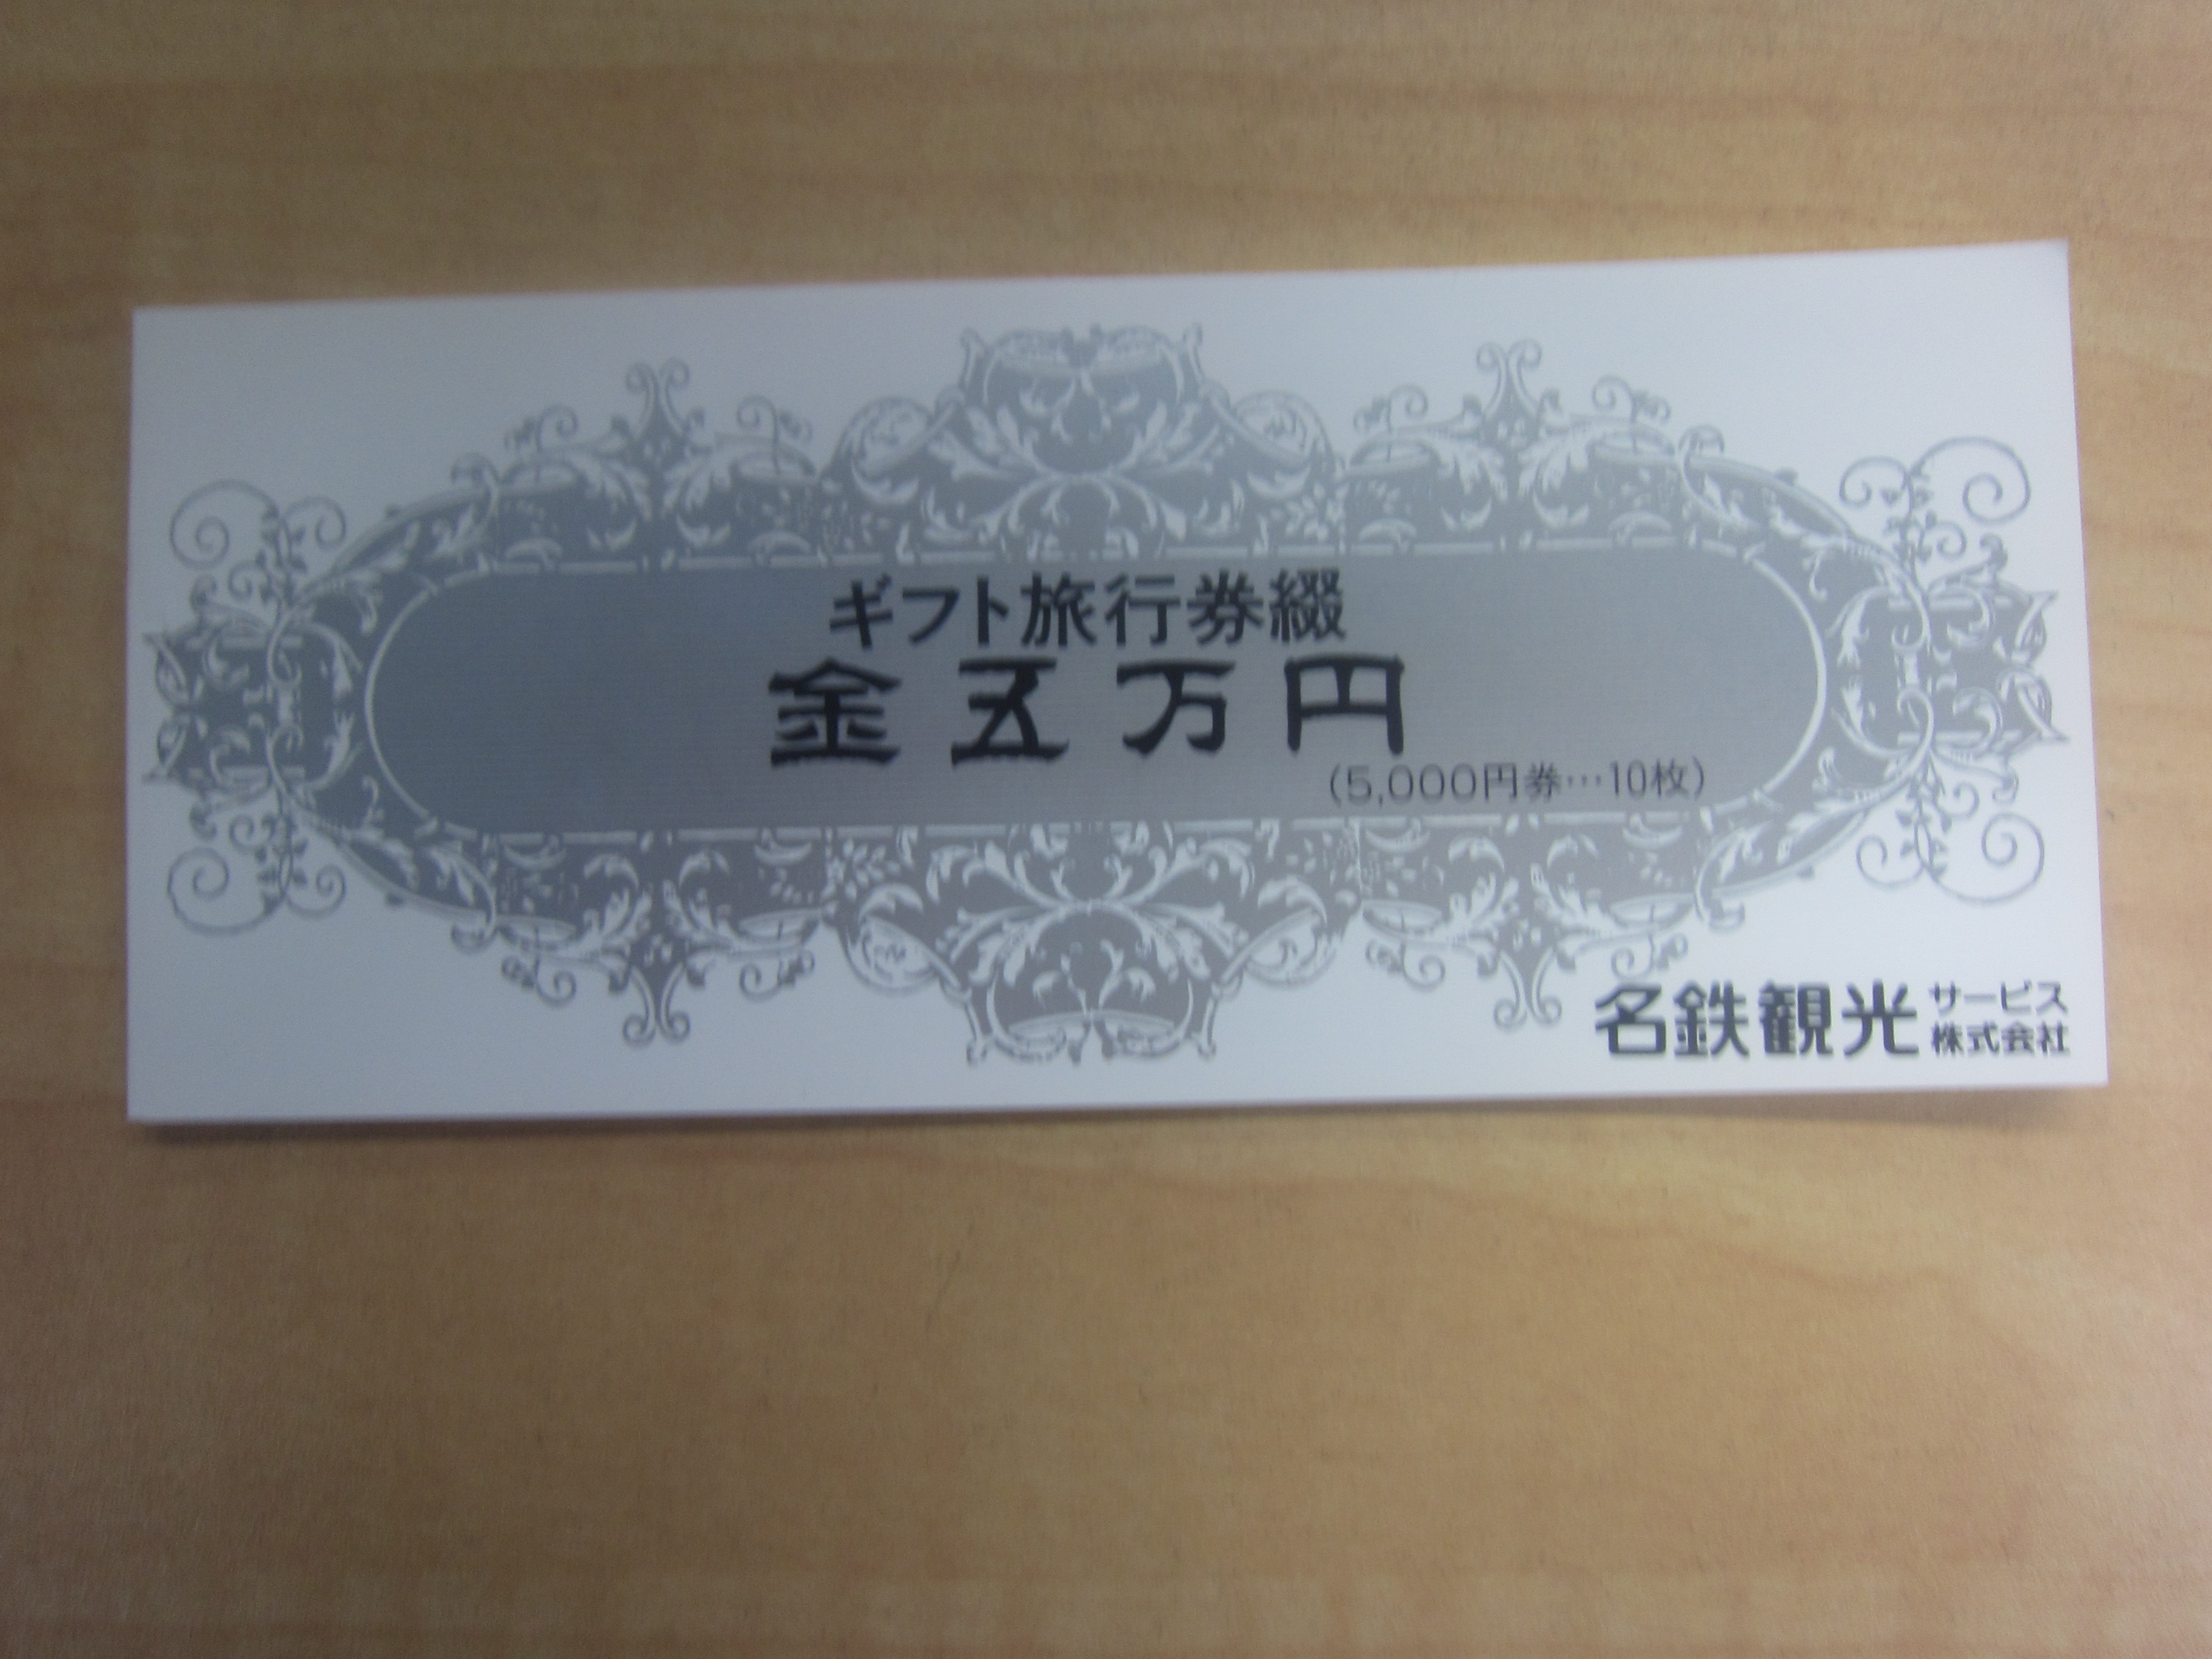 ギフト旅行券綴
金五万円
(5,000円券…10枚)
名鉄観光サービス株式会社